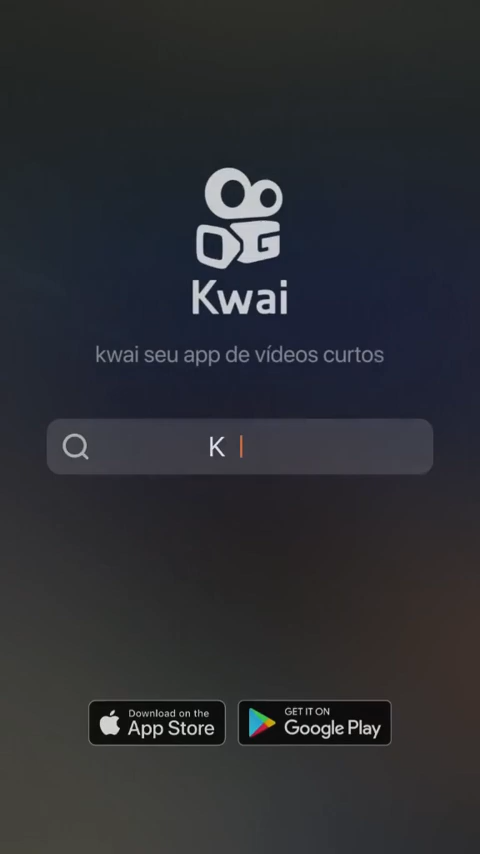 Kwai
kwai seu app de vídeos curtos
K
Download on the
App Store
GET IT ON
Google Play